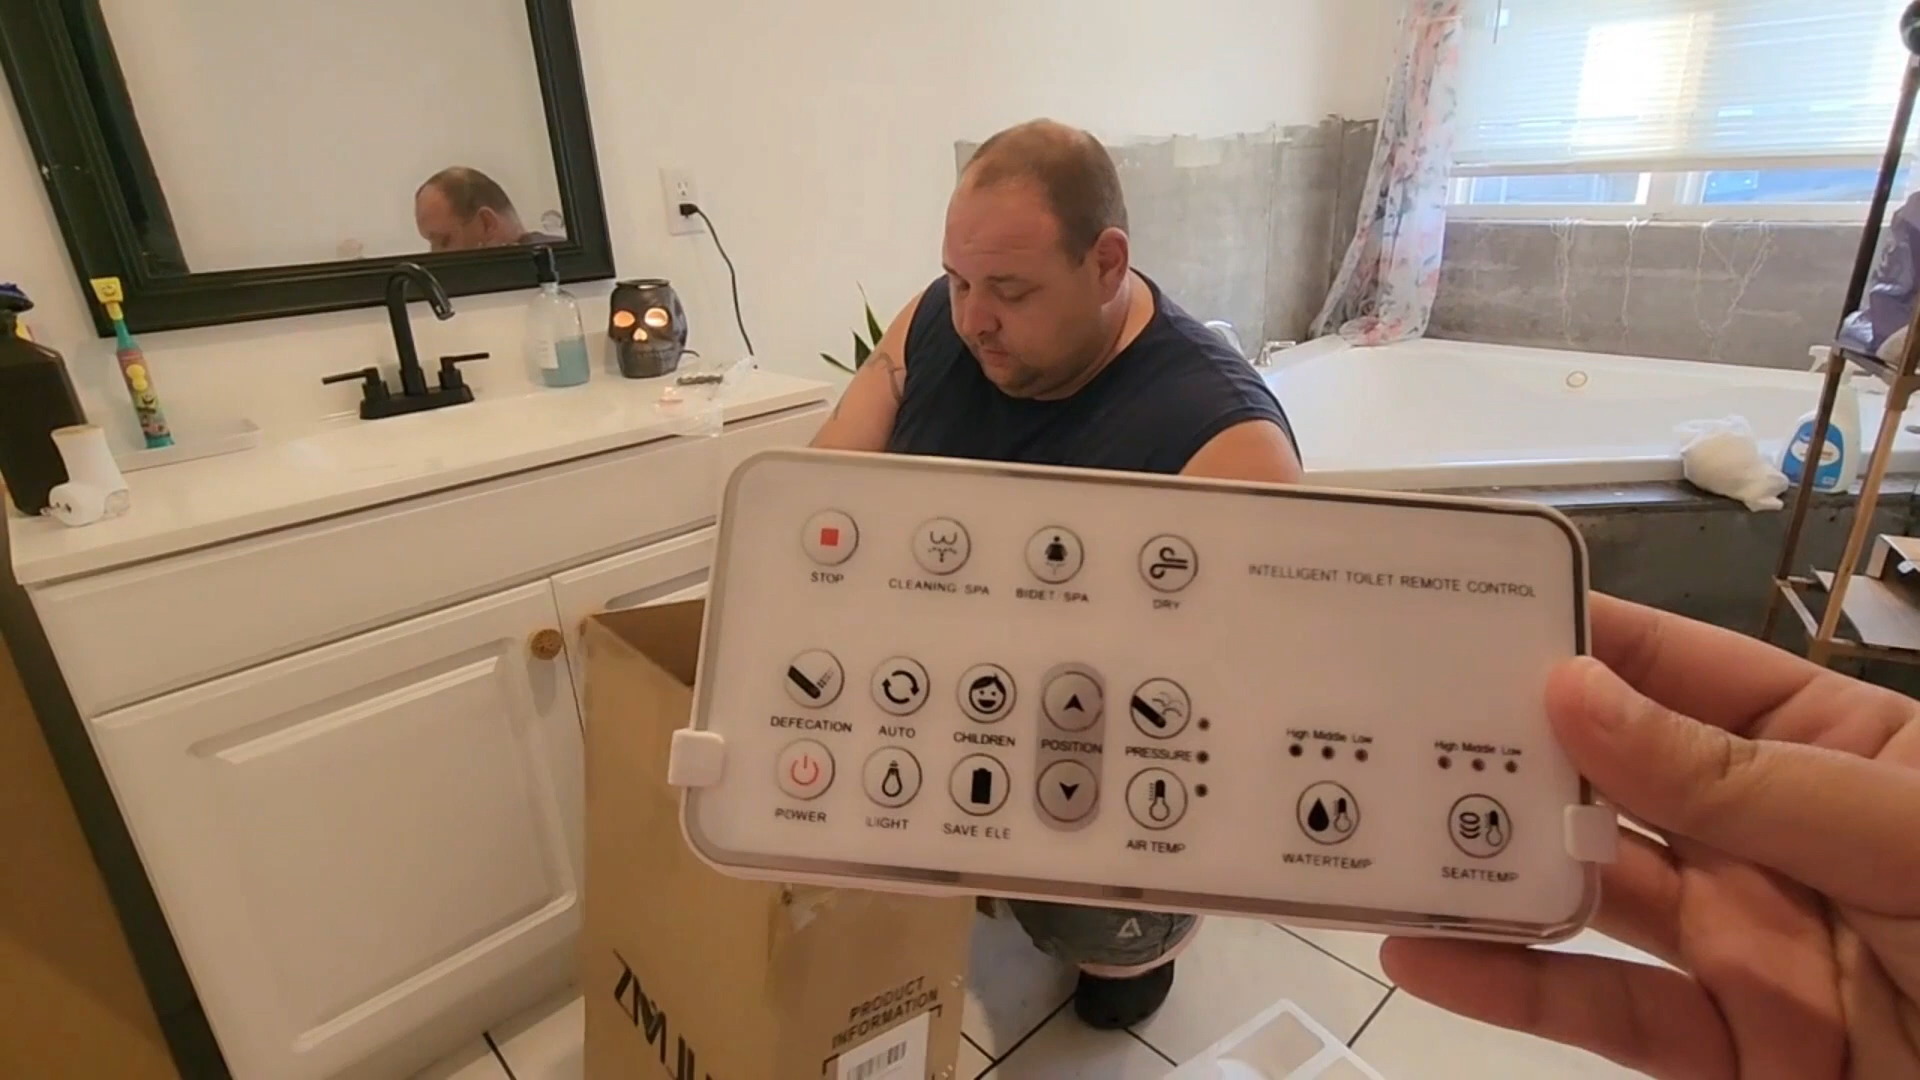 INTELLIGENT TOILET REMOTE CONTROL
STOP
CLEANING SPA
BIDET SPA
DRY
DEFECATION
AUTO
CHILDREN
POSITION
PRESSURE
High Middle Low
High Middle Low
POWER
LIGHT
SAVE ELE
AIR TEMP
WATERTEMP
SEATTEMP
PRODUCT
INFORMATION